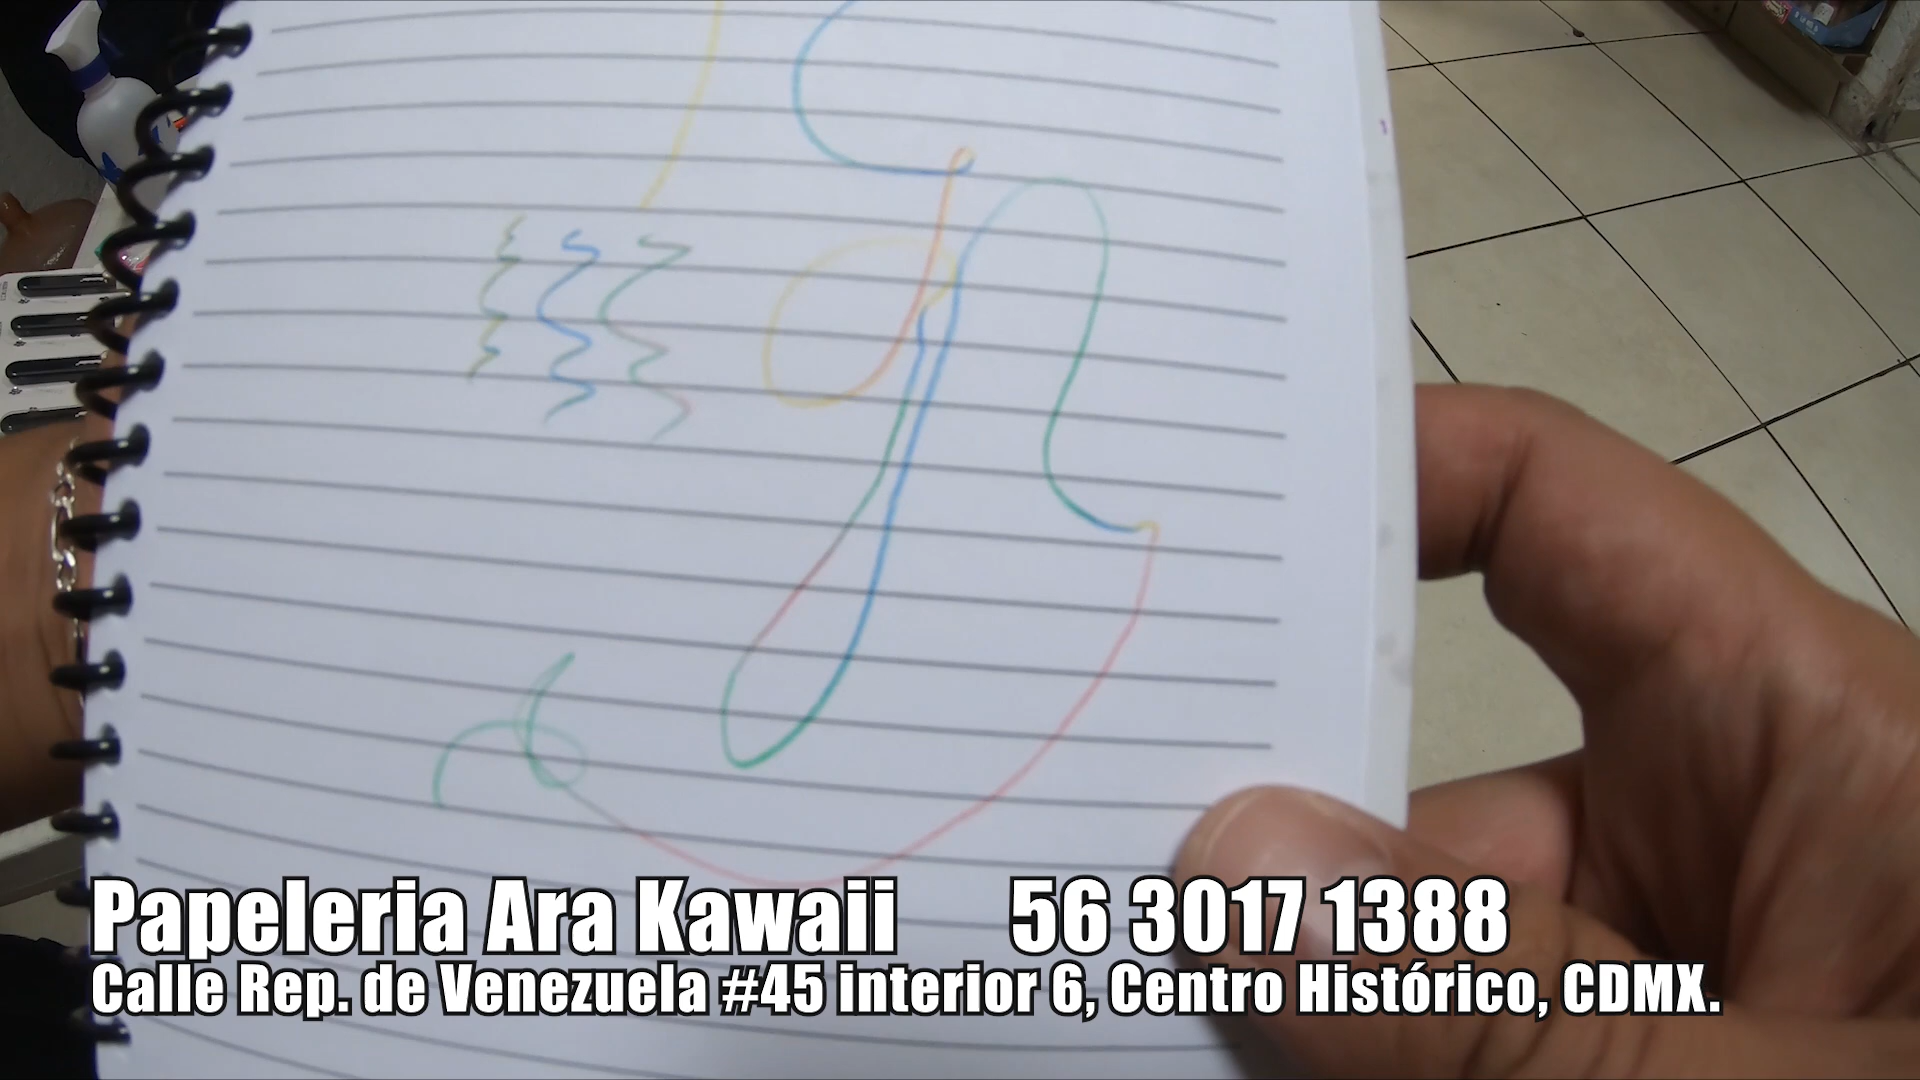 Papeleria Ara Kawaii 56 3017 1388
Calle Rep. de Venezuela #45 interior 6, Centro Histórico, CDMX.